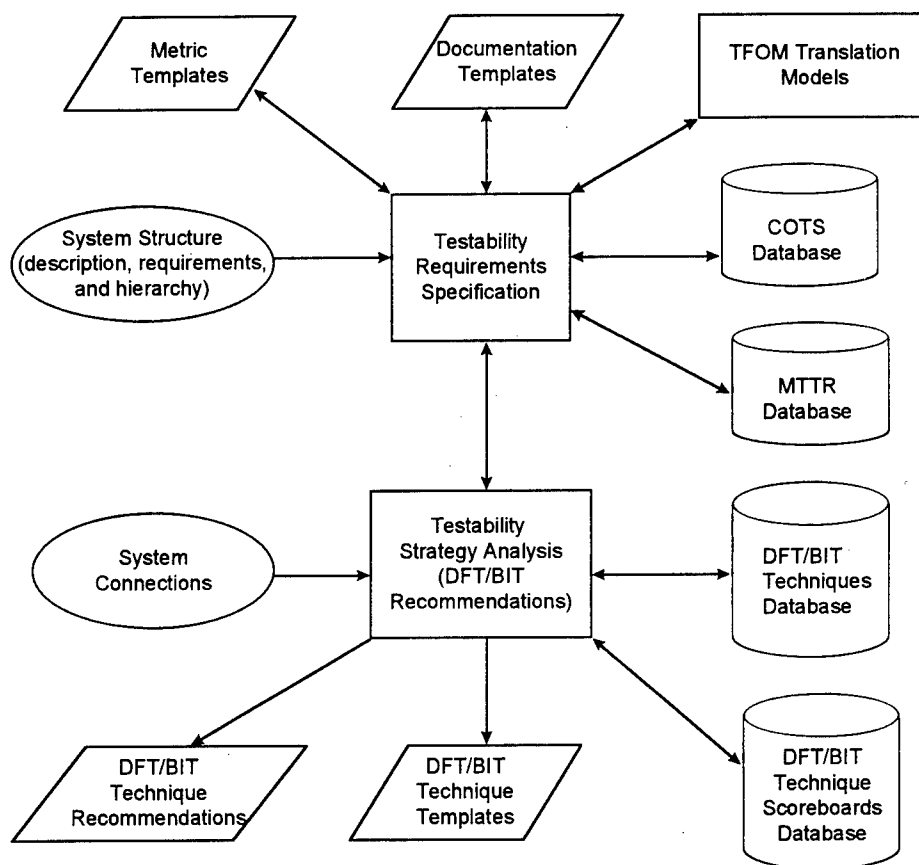 Metric
Templates
Documentation
Templates
TFOM Translation
Models
System Structure
(description, requirements,
and hierarchy)
Testability
Requirements
Specification
COTS
Database
MTTR
Database
System
Connections
Testability
Strategy Analysis
(DFT/BIT
Recommendations)
DFT/BIT
Techniques
Database
DFT/BIT
Technique
Recommendations
DFT/BIT
Technique
Templates
DFT/BIT
Technique
Scoreboards
Database